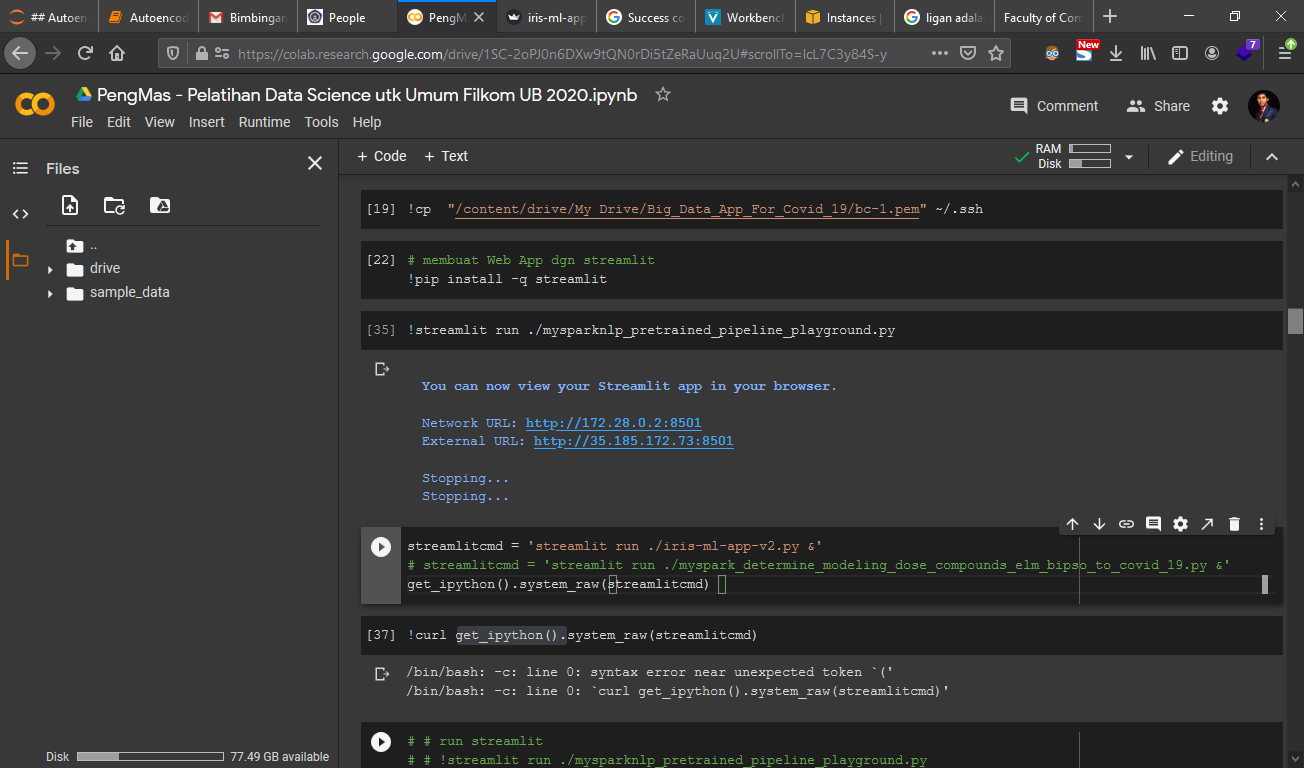 ## Autoen
Autoencod
Bimbingan
People
PengM
iris-ml-app
Success co
Workbench
Instances |
ligan adala
Faculty of Com
https://colab.research.google.com/drive/
New
7
PengMas - Pelatihan Data Science utk Umum Filkom UB 2020.ipynb
Comment
Share
File Edit View Insert Runtime Tools Help
+ Code + Text
RAM
Disk
Editing
Files
..
drive
sample_data
[19] !cp "/content/drive/My Drive/Big_Data_App_For_Covid_19/bc-1.pem" ~/.ssh
[22] # membuat Web App dgn streamlit
!pip install -q streamlit
[35] !streamlit run ./mysparknlp_pretrained_pipeline_playground.py
You can now view your Streamlit app in your browser.
Network URL: http://172.28.0.2:8501
External URL: http://35.185.172.73:8501
Stopping...
Stopping...
streamlitcmd = 'streamlit run ./iris-ml-app-v2.py &'
# streamlitcmd = 'streamlit run ./myspark_determine_modeling_dose_compounds_elm_bipso_to_covid_19.py &'
get_ipython().system_raw(streamlitcmd)
[37] !curl get_ipython().system_raw(streamlitcmd)
/bin/bash: -c: line 0: syntax error near unexpected token `('
/bin/bash: -c: line 0: `curl get_ipython().system_raw(streamlitcmd)'
# # run streamlit
# # !streamlit run ./mysparknlp_pretrained_pipeline_playground.py
Disk
77.49 GB available